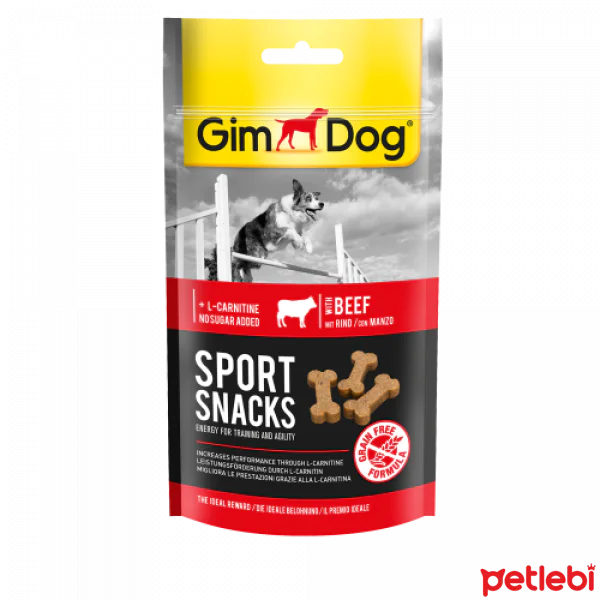 GimDog®
+ L-CARNITINE
NO SUGAR ADDED
WITH BEEF
MIT RIND / CON MANZO
SPORT
SNACKS
ENERGY FOR TRAINING AND AGILITY
GRAIN FREE
FORMULA
INCREASES PERFORMANCE THROUGH L-CARNITINE
LEISTUNGSFÖRDERUNG DURCH L-CARNITIN
MIGLIORA LE PRESTAZIONI GRAZIE ALLA L-CARNITINA
THE IDEAL REWARD / DIE IDEALE BELOHNUNG / IL PREMIO IDEALE
petlebi